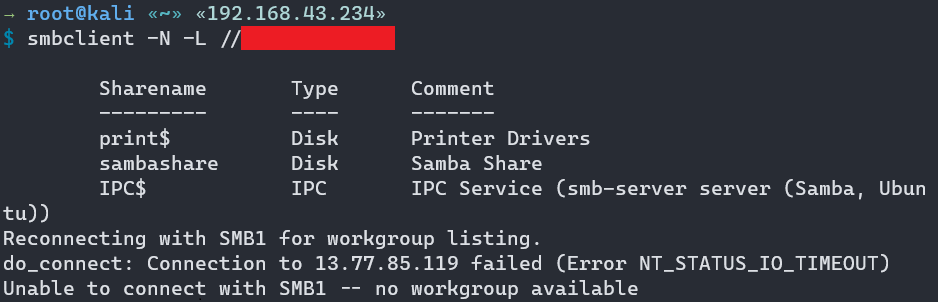 → root@kali «~» «192.168.43.234»
$ smbclient -N -L //
Sharename Type Comment
--------- ---- -------
print$ Disk Printer Drivers
sambashare Disk Samba Share
IPC$ IPC IPC Service (smb-server server (Samba, Ubun
tu))
Reconnecting with SMB1 for workgroup listing.
do_connect: Connection to 13.77.85.119 failed (Error NT_STATUS_IO_TIMEOUT)
Unable to connect with SMB1 -- no workgroup available